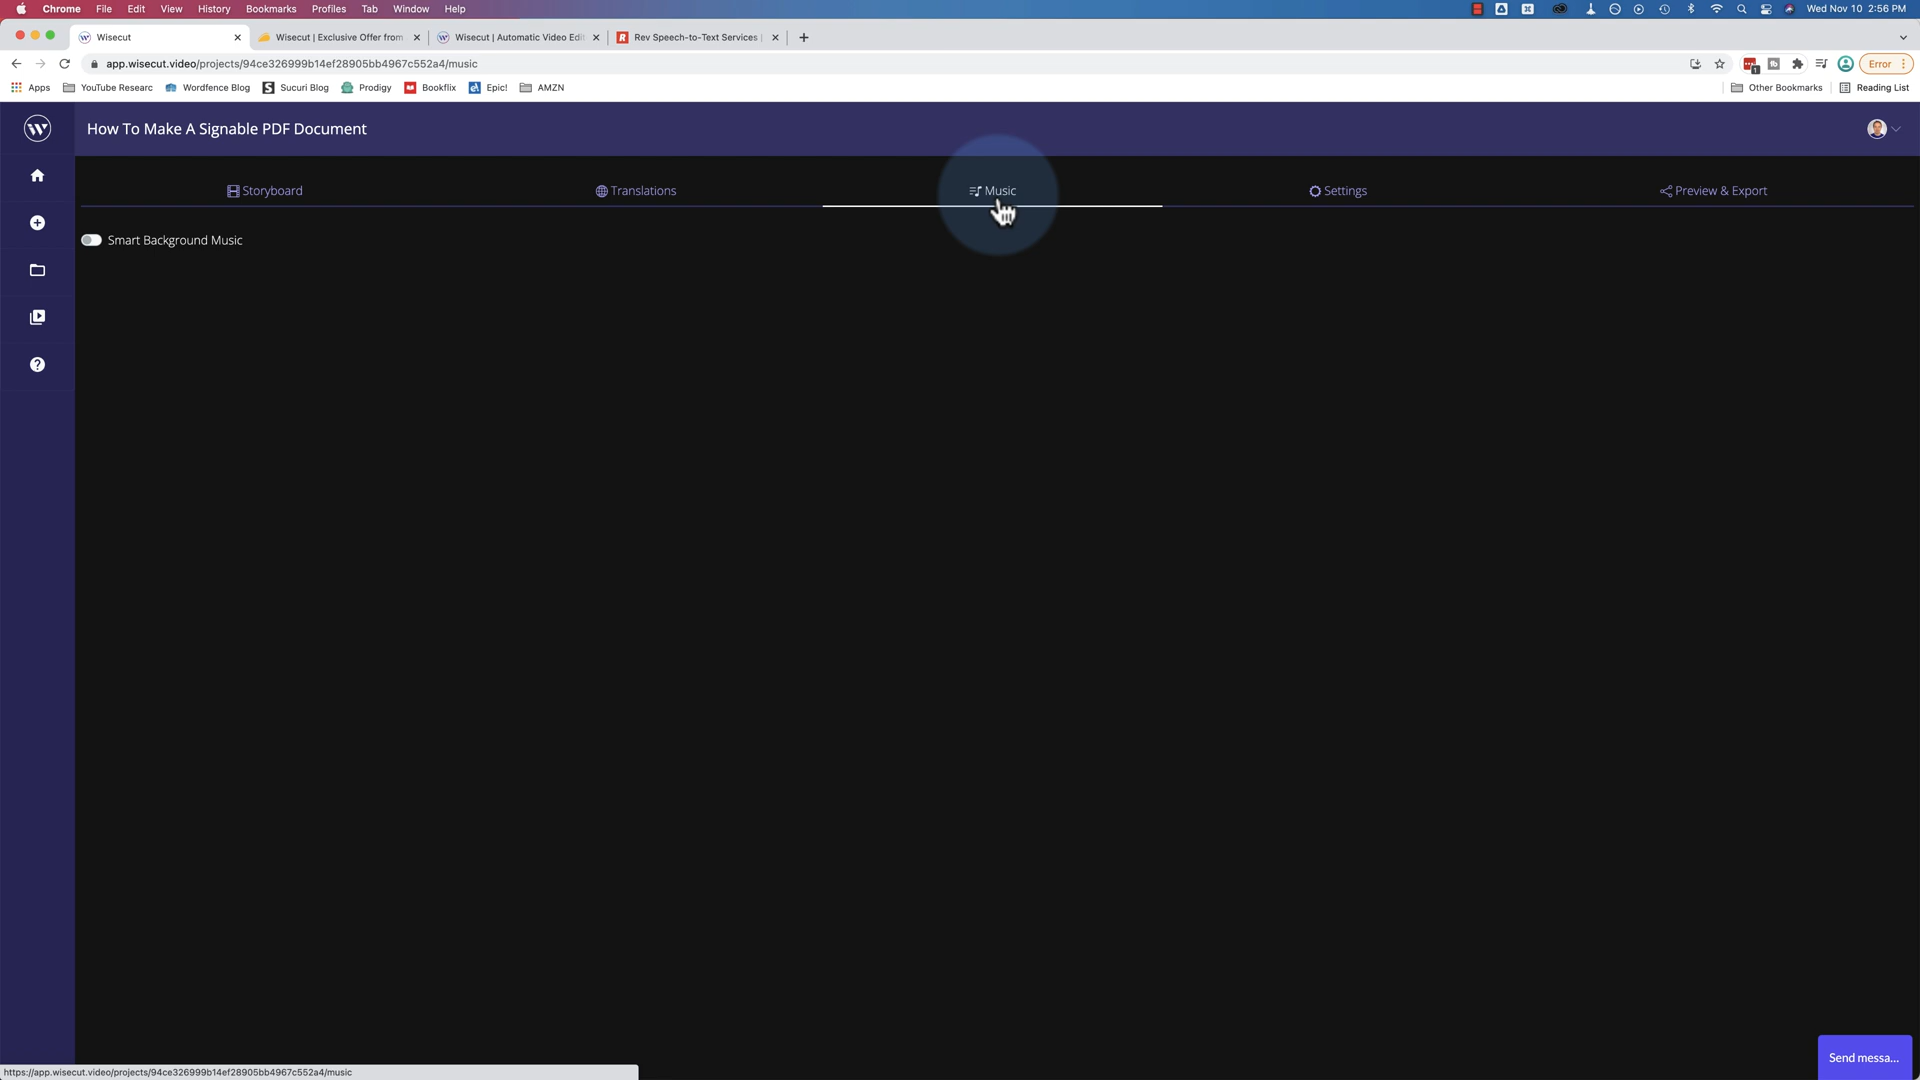 Chrome File Edit View History Bookmarks Profiles Tab Window Help Wed Nov 10 2:56 PM
Wisecut Wisecut | Exclusive Offer from Wisecut | Automatic Video Edit Rev Speech-to-Text Services |
app.wisecut.video/projects/94ce326999b14ef28905bb4967c552a4/music Error
Apps YouTube Researc Wordfence Blog Sucuri Blog Prodigy Bookflix Epic! AMZN Other Bookmarks Reading List
How To Make A Signable PDF Document
Storyboard Translations Music Settings Preview & Export
Smart Background Music
Send messa...
https://app.wisecut.video/projects/94ce326999b14ef28905bb4967c552a4/music